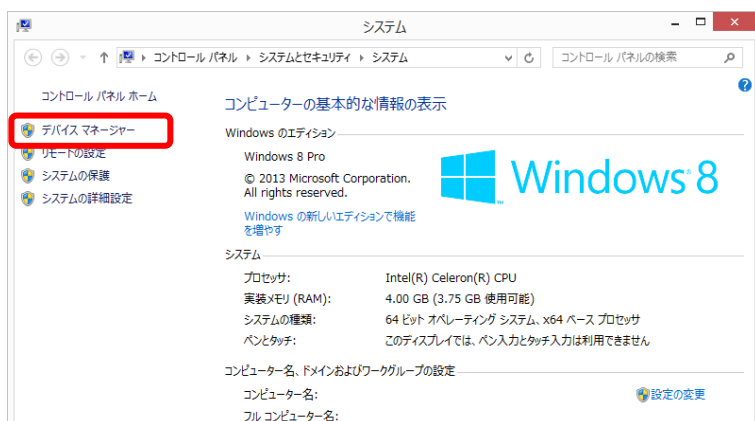 システム
コントロール パネル システムとセキュリティ システム
コントロール パネルの検索
コントロール パネル ホーム
デバイス マネージャー
リモートの設定
システムの保護
システムの詳細設定
コンピューターの基本的な情報の表示
Windows のエディション
Windows 8 Pro
© 2013 Microsoft Corporation.
All rights reserved.
Windows の新しいエディションで機能
を増やす
Windows 8
システム
プロセッサ: Intel(R) Celeron(R) CPU
実装メモリ (RAM): 4.00 GB (3.75 GB 使用可能)
システムの種類: 64 ビット オペレーティング システム、x64 ベース プロセッサ
ペンとタッチ: このディスプレイでは、ペン入力とタッチ入力は利用できません
コンピューター名、ドメインおよびワークグループの設定
コンピューター名: 設定の変更
フル コンピューター名: